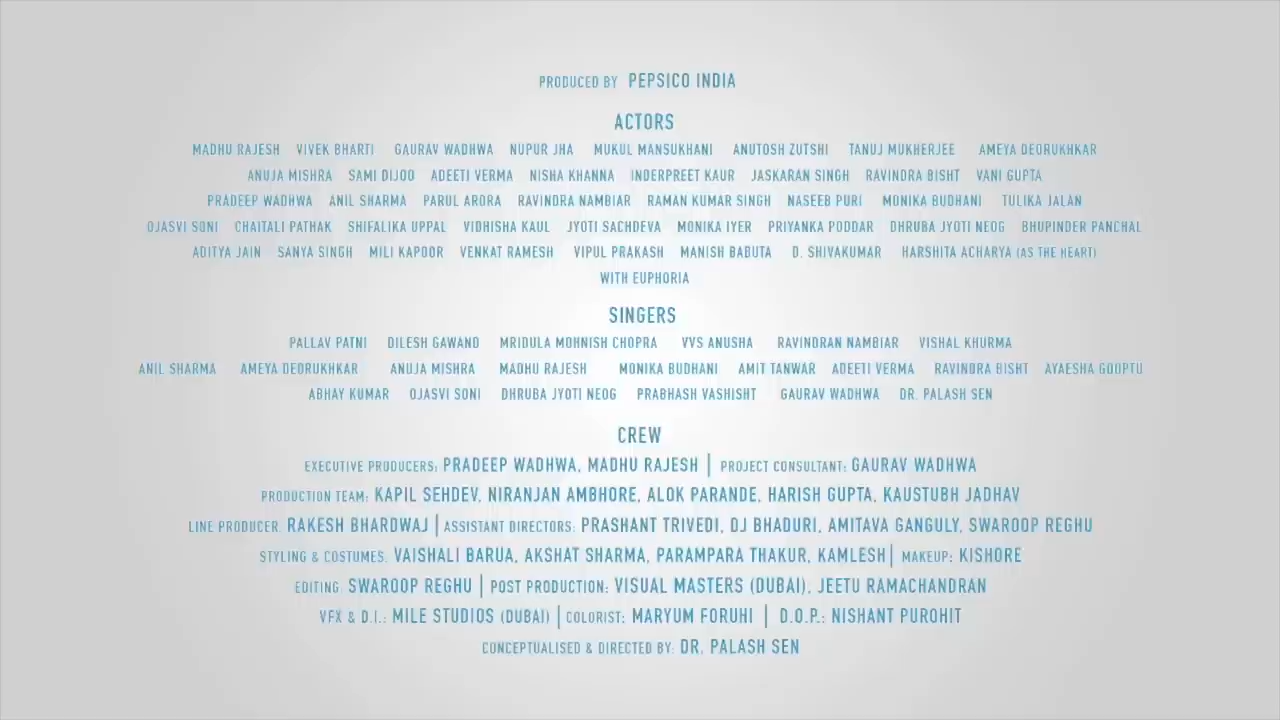 PRODUCED BY PEPSICO INDIA
ACTORS
MADHU RAJESH VIVEK BHARTI GAURAV WADHWA NUPUR JHA MUKUL MANSUKHANI ANUTOSH ZUTSHI TANUJ MUKHERJEE AMEYA DEORUKHKAR
ANUJA MISHRA SAMI DIJOO ADEETI VERMA NISHA KHANNA INDERPREET KAUR JASKARAN SINGH RAVINDRA BISHT VANI GUPTA
PRADEEP WADHWA ANIL SHARMA PARUL ARORA RAVINDRA NAMBIAR RAMAN KUMAR SINGH NASEEB PURI MONIKA BUDHANI TULIKA JALAN
OJASVI SONI CHAITALI PATHAK SHIFALIKA UPPAL VIDHISHA KAUL JYOTI SACHDEVA MONIKA IYER PRIYANKA PODDAR DHRUBA JYOTI NEOG BHUPINDER PANCHAL
ADITYA JAIN SANYA SINGH MILI KAPOOR VENKAT RAMESH VIPUL PRAKASH MANISH BABUTA D. SHIVAKUMAR HARSHITA ACHARYA (AS THE HEART)
WITH EUPHORIA
SINGERS
PALLAV PATNI DILESH GAWAND MRIDULA MOHNISH CHOPRA VVS ANUSHA RAVINDRAN NAMBIAR VISHAL KHURMA
ANIL SHARMA AMEYA DEORUKHKAR ANUJA MISHRA MADHU RAJESH MONIKA BUDHANI AMIT TANWAR ADEETI VERMA RAVINDRA BISHT AYAESHA GOOPTU
ABHAY KUMAR OJASVI SONI DHRUBA JYOTI NEOG PRABHASH VASHISHT GAURAV WADHWA DR. PALASH SEN
CREW
EXECUTIVE PRODUCERS: PRADEEP WADHWA, MADHU RAJESH | PROJECT CONSULTANT: GAURAV WADHWA
PRODUCTION TEAM: KAPIL SEHDEV, NIRANJAN AMBHORE, ALOK PARANDE, HARISH GUPTA, KAUSTUBH JADHAV
LINE PRODUCER: RAKESH BHARDWAJ | ASSISTANT DIRECTORS: PRASHANT TRIVEDI, DJ BHADURI, AMITAVA GANGULY, SWAROOP REGHU
STYLING & COSTUMES: VAISHALI BARUA, AKSHAT SHARMA, PARAMPARA THAKUR, KAMLESH | MAKEUP: KISHORE
EDITING: SWAROOP REGHU | POST PRODUCTION: VISUAL MASTERS (DUBAI), JEETU RAMACHANDRAN
VFX & D.I.: MILE STUDIOS (DUBAI) | COLORIST: MARYUM FORUHI | D.O.P.: NISHANT PUROHIT
CONCEPTUALISED & DIRECTED BY: DR. PALASH SEN